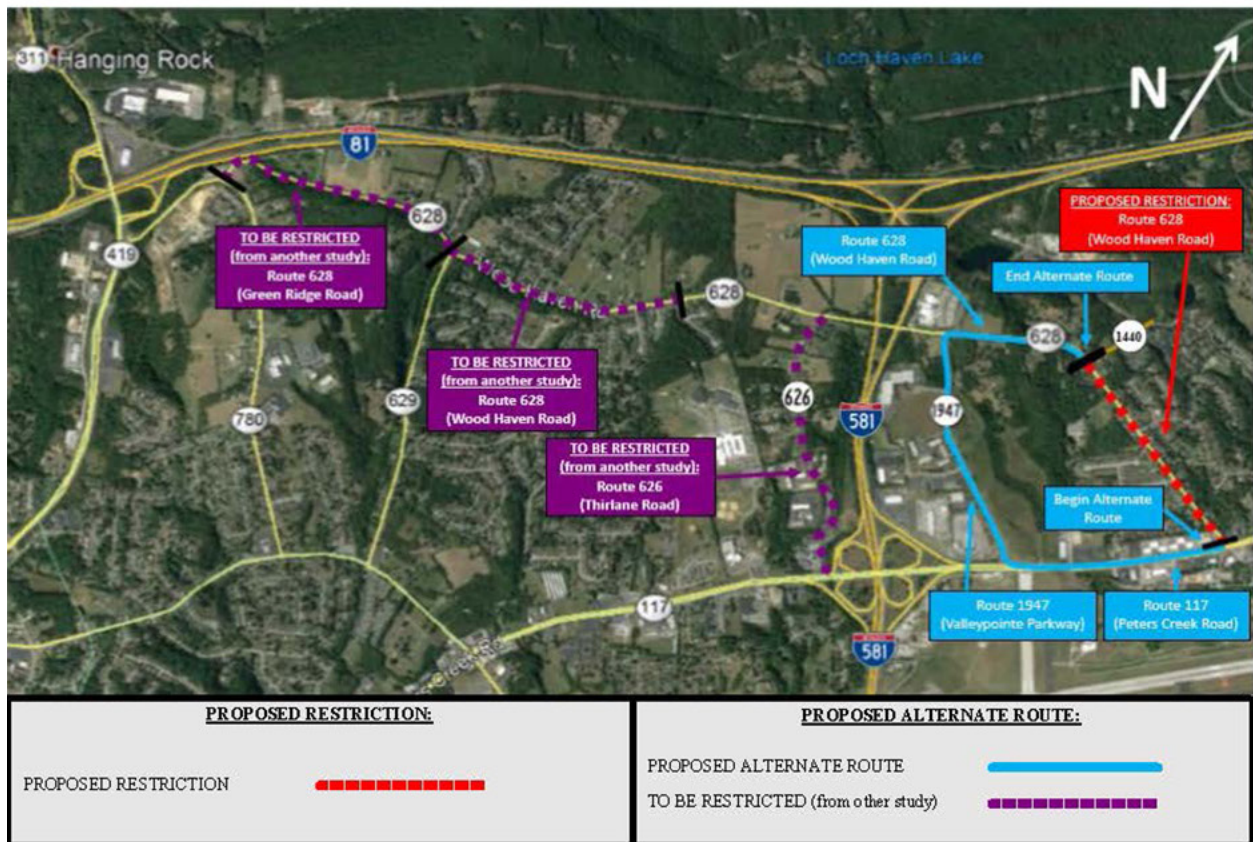 311
Hanging Rock
Loch Haven Lake
N
81
PROPOSED RESTRICTION:
Route 628
(Wood Haven Road)
419
628
TO BE RESTRICTED
(from another study):
Route 628
(Green Ridge Road)
Route 628
(Wood Haven Road)
End Alternate Route
628
628
1440
TO BE RESTRICTED
(from another study):
Route 628
(Wood Haven Road)
780
629
626
581
1947
TO BE RESTRICTED
(from another study):
Route 626
(Thirlane Road)
Begin Alternate
Route
117
Route 1947
(Valleypointe Parkway)
Route 117
(Peters Creek Road)
581
PROPOSED RESTRICTION:
PROPOSED RESTRICTION
PROPOSED ALTERNATE ROUTE:
PROPOSED ALTERNATE ROUTE
TO BE RESTRICTED (from other study)